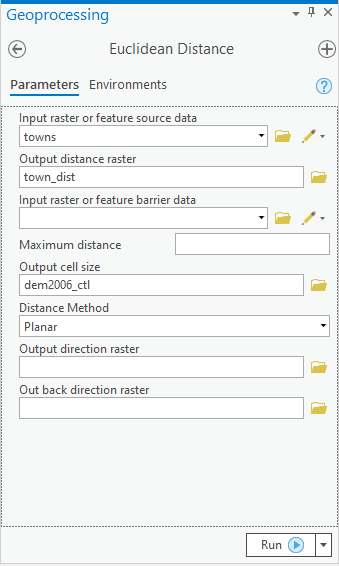 Geoprocessing
Euclidean Distance
Parameters Environments
?
Input raster or feature source data
towns
Output distance raster
town_dist
Input raster or feature barrier data
Maximum distance
Output cell size
dem2006_ctl
Distance Method
Planar
Output direction raster
Out back direction raster
Run